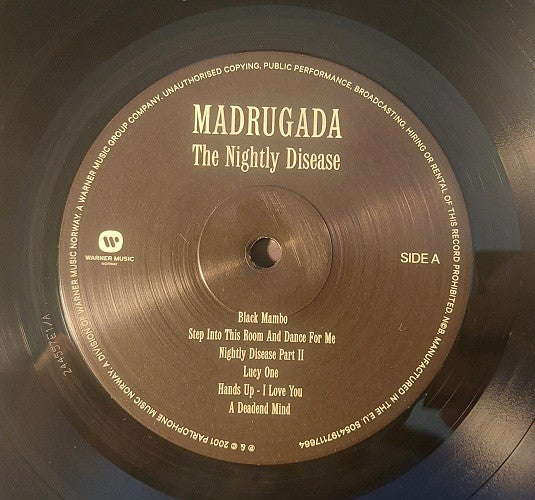 MADRUGADA
The Nightly Disease
WARNER MUSIC
NORWAY
SIDE A
Black Mambo
Step Into This Room And Dance For Me
Nightly Disease Part II
Lucy One
Hands Up - I Love You
A Deadend Mind
℗ & © 2001 PARLOPHONE MUSIC NORWAY. A DIVISION OF WARNER MUSIC NORWAY. A WARNER MUSIC GROUP COMPANY. UNAUTHORISED COPYING, PUBLIC PERFORMANCE, BROADCASTING, HIRING OR RENTAL OF THIS RECORD PROHIBITED. NCB. MANUFACTURED IN THE E.U. 5054197117664